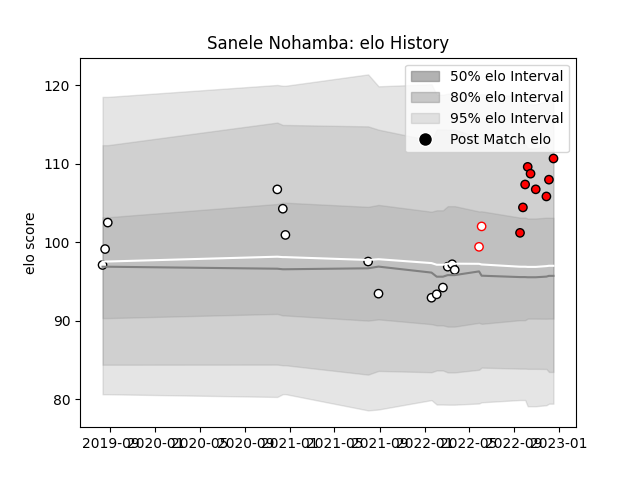 Sanele Nohamba: elo History
50% elo Interval
80% elo Interval
95% elo Interval
Post Match elo
elo score
120
110
100
90
80
2019-09 2020-01 2020-05 2020-09 2021-01 2021-05 2021-09 2022-01 2022-05 2022-09 2023-01